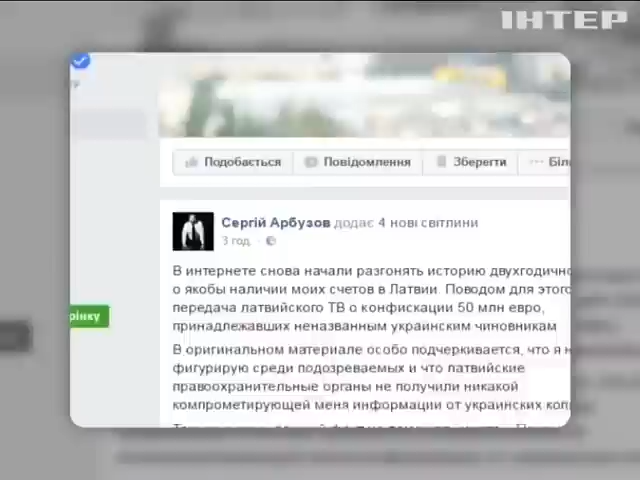 ІНТЕР
Подобається Повідомлення Зберегти
Сергій Арбузов додає 4 нові світлини
3 год.
В интернете снова начали разгонять историю
о якобы наличии моих счетов в Латвии. Поводом для этого
передача латвийского ТВ о конфискации 50 млн евро,
принадлежавших неназванным украинским чиновникам
рінку
В оригинальном материале особо подчеркивается, что я
фигурирую среди подозреваемых и что латвийские
правоохранительные органы не получили никакой
компрометирующей меня информации от украинских